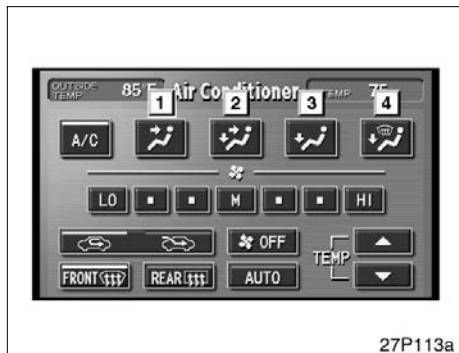 OUTSIDE TEMP 85°F Air Conditioner TEMP 75
1 2 3 4
A/C
LO M HI
OFF
TEMP
FRONT REAR AUTO
27P113a